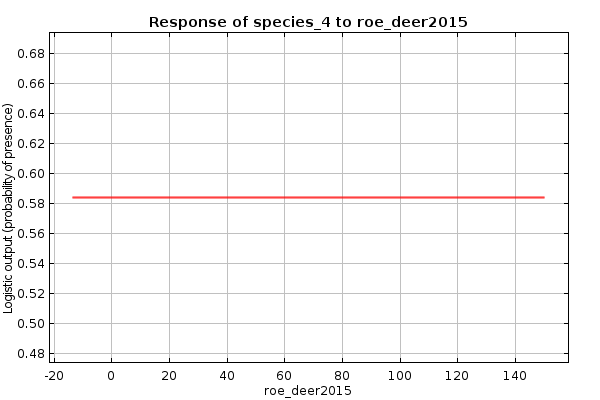 Response of species_4 to roe_deer2015
Logistic output (probability of presence)
0.68
0.66
0.64
0.62
0.60
0.58
0.56
0.54
0.52
0.50
0.48
-20 0 20 40 60 80 100 120 140
roe_deer2015